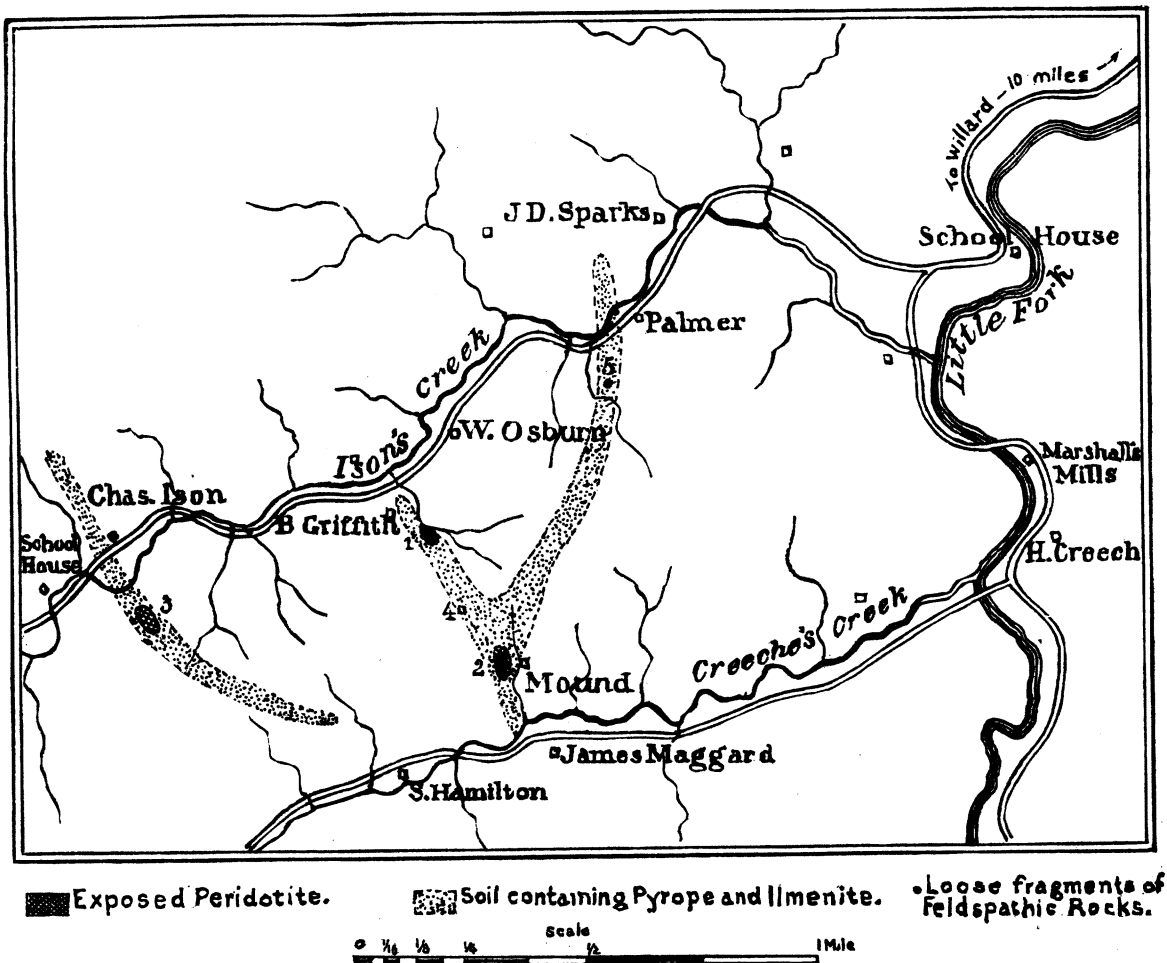 To Willard – 10 miles
J D. Sparks
School House
Little Fork
Palmer
Creek
Ison's
W. Osburn
5
Marshall's
Mills
Chas. Ison
B Griffith
1
School
House
H. Creech
3
4
Creeche's Creek
2
Mound
James Maggard
S. Hamilton
Exposed Peridotite.
Soil containing Pyrope and Ilmenite.
Loose fragments of
Feldspathic Rocks.
Scale
0 1/16 1/8 1/4 1/2 1 Mile